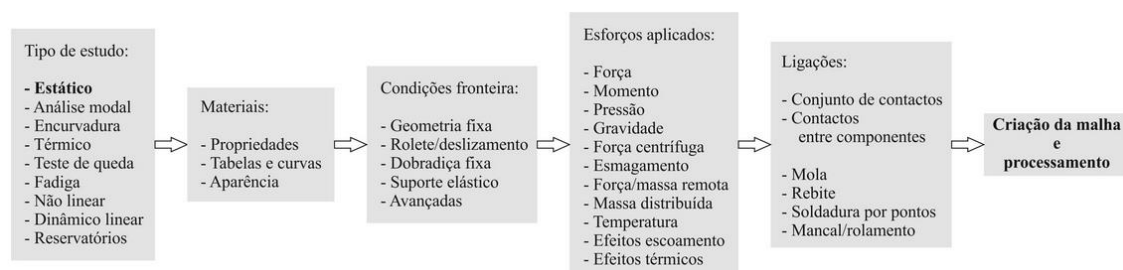 Tipo de estudo:
- Estático
- Análise modal
- Encurvadura
- Térmico
- Teste de queda
- Fadiga
- Não linear
- Dinâmico linear
- Reservatórios
Materiais:
- Propriedades
- Tabelas e curvas
- Aparência
Condições fronteira:
- Geometria fixa
- Rolete/deslizamento
- Dobradiça fixa
- Suporte elástico
- Avançadas
Esforços aplicados:
- Força
- Momento
- Pressão
- Gravidade
- Força centrífuga
- Esmagamento
- Força/massa remota
- Massa distribuída
- Temperatura
- Efeitos escoamento
- Efeitos térmicos
Ligações:
- Conjunto de contactos
- Contactos
entre componentes
- Mola
- Rebite
- Soldadura por pontos
- Mancal/rolamento
Criação da malha
e
processamento